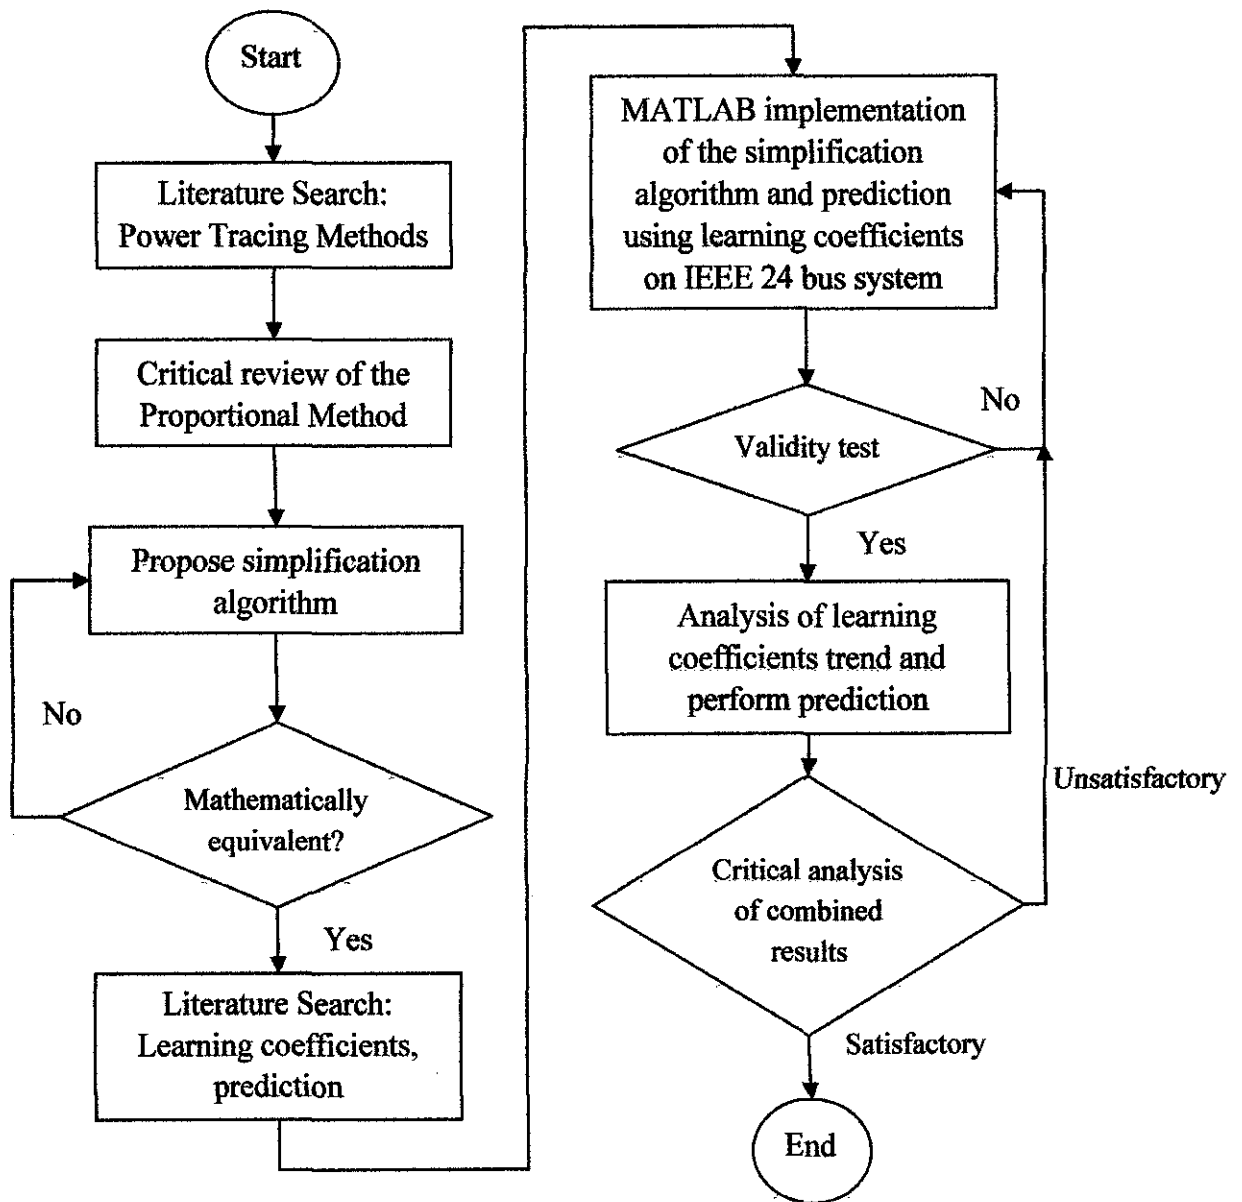 Start
Literature Search:
Power Tracing Methods
Critical review of the
Proportional Method
Propose simplification
algorithm
No
Mathematically
equivalent?
Yes
Literature Search:
Learning coefficients,
prediction
MATLAB implementation
of the simplification
algorithm and prediction
using learning coefficients
on IEEE 24 bus system
No
Validity test
Yes
Analysis of learning
coefficients trend and
perform prediction
Unsatisfactory
Critical analysis
of combined
results
Satisfactory
End